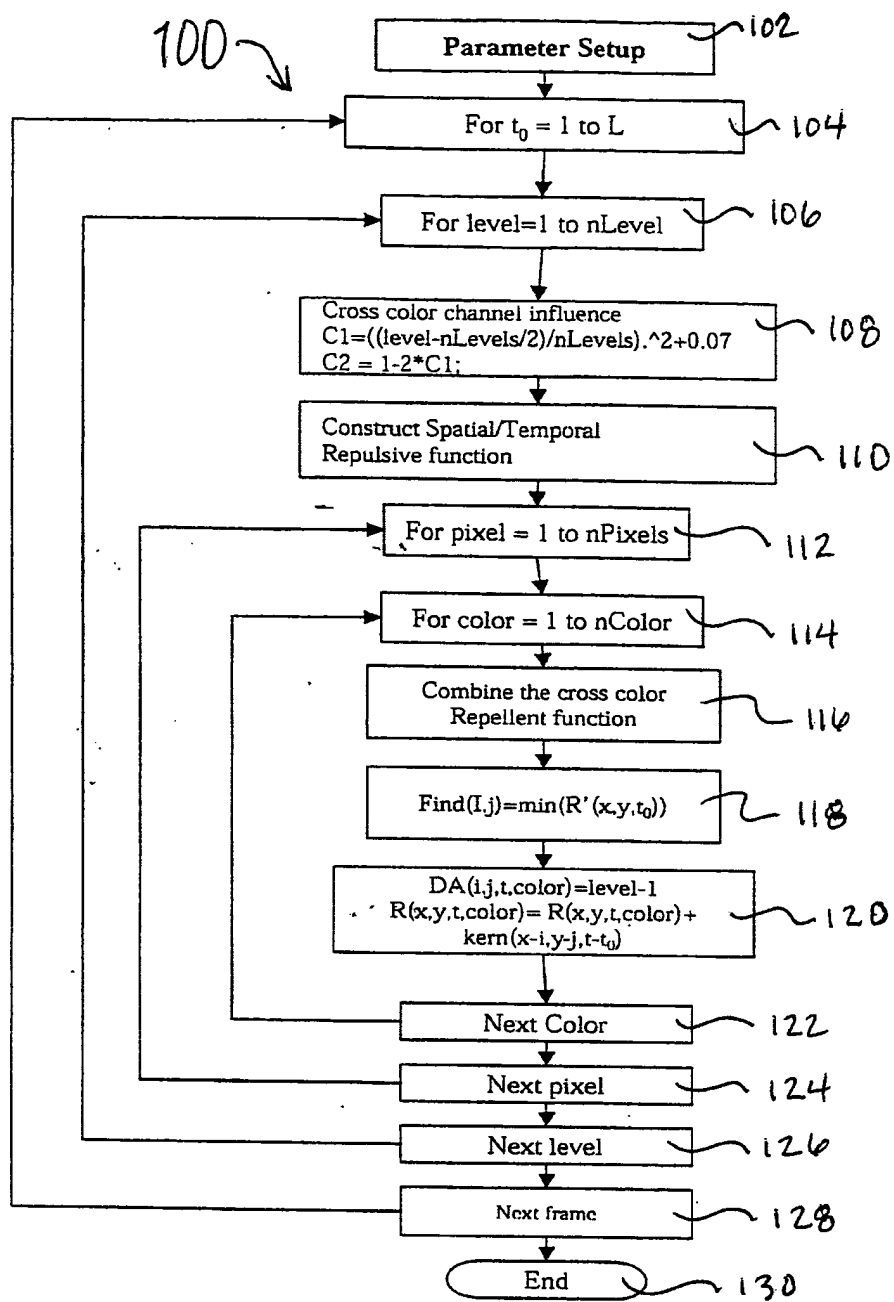 100
Parameter Setup
102
For t₀ = 1 to L
104
For level=1 to nLevel
106
Cross color channel influence
C1=((level-nLevels/2)/nLevels).^2+0.07
C2 = 1-2*C1;
108
Construct Spatial/Temporal
Repulsive function
110
For pixel = 1 to nPixels
112
For color = 1 to nColor
114
Combine the cross color
Repellent function
116
Find(I,j)=min(R'(x,y,t₀))
118
DA(i,j,t,color)=level-1
R(x,y,t,color)= R(x,y,t,color)+
kern(x-i,y-j,t-t₀)
120
Next Color
122
Next pixel
124
Next level
126
Next frame
128
End
130